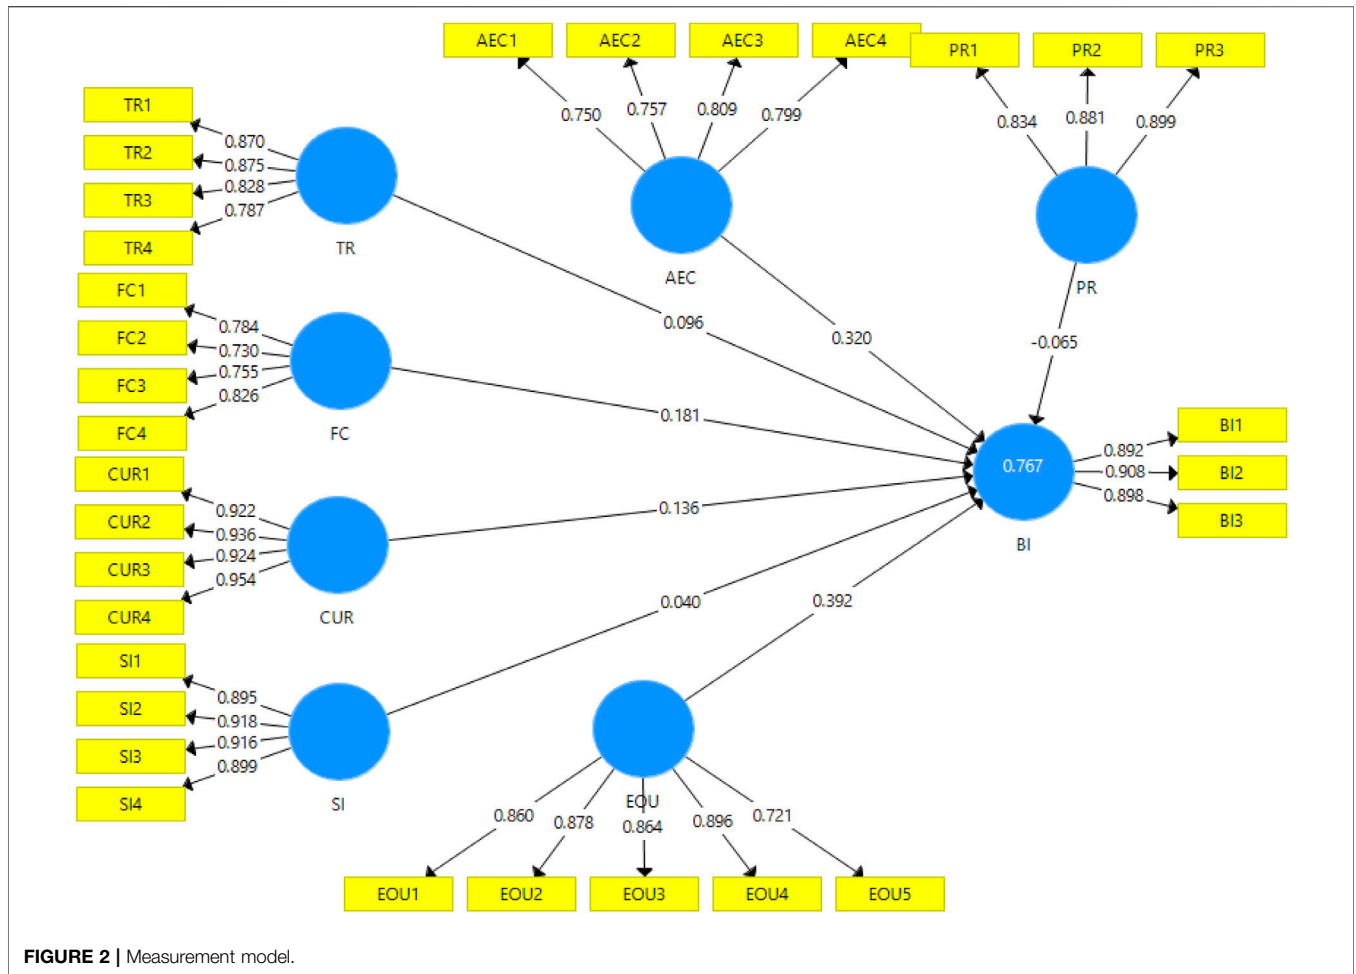 AEC1
AEC2
AEC3
AEC4
PR1
PR2
PR3
0.750
0.757
0.809
0.799
0.834
0.881
0.899
TR1
TR2
TR3
TR4
0.870
0.875
0.828
0.787
TR
AEC
PR
FC1
FC2
FC3
FC4
0.784
0.730
0.755
0.826
FC
0.096
0.320
-0.065
0.181
CUR1
CUR2
CUR3
CUR4
0.922
0.936
0.924
0.954
CUR
0.136
0.767
BI
0.892
0.908
0.898
BI1
BI2
BI3
SI1
SI2
SI3
SI4
0.895
0.918
0.916
0.899
SI
0.040
0.392
EOU
0.860
0.878
0.864
0.896
0.721
EOU1
EOU2
EOU3
EOU4
EOU5
FIGURE 2 | Measurement model.